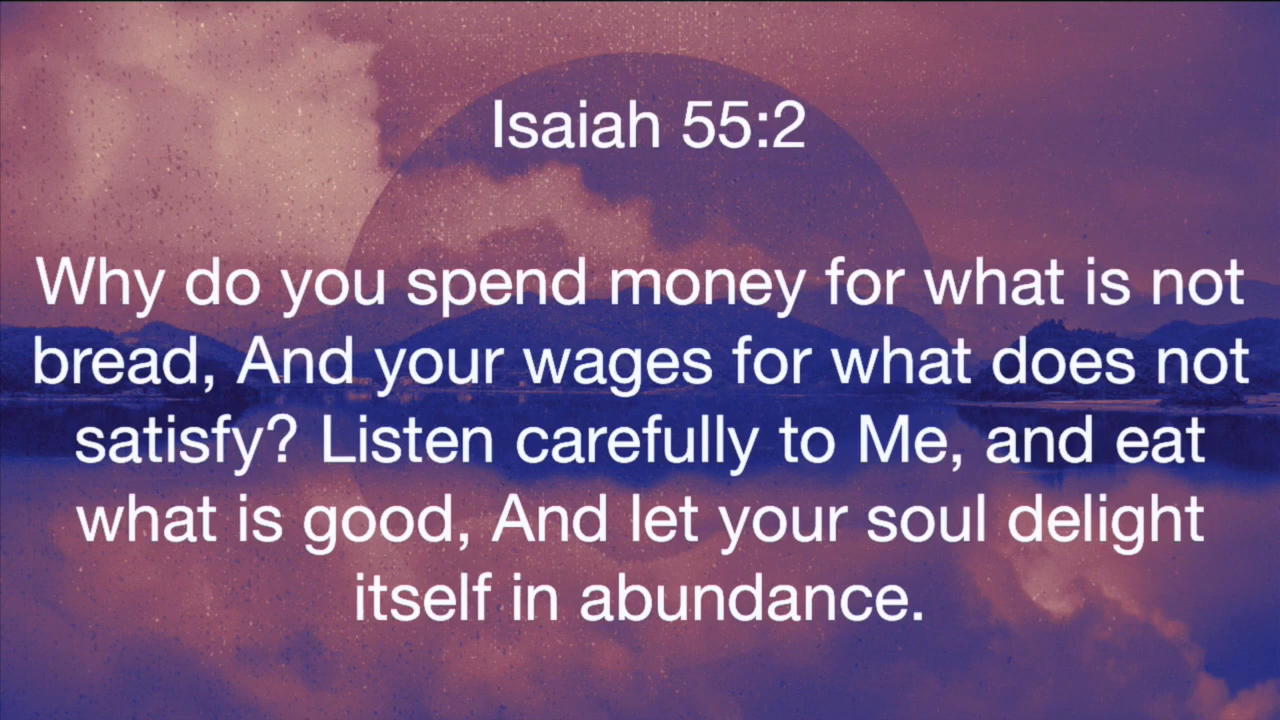 Isaiah 55:2
Why do you spend money for what is not
bread, And your wages for what does not
satisfy? Listen carefully to Me, and eat
what is good, And let your soul delight
itself in abundance.